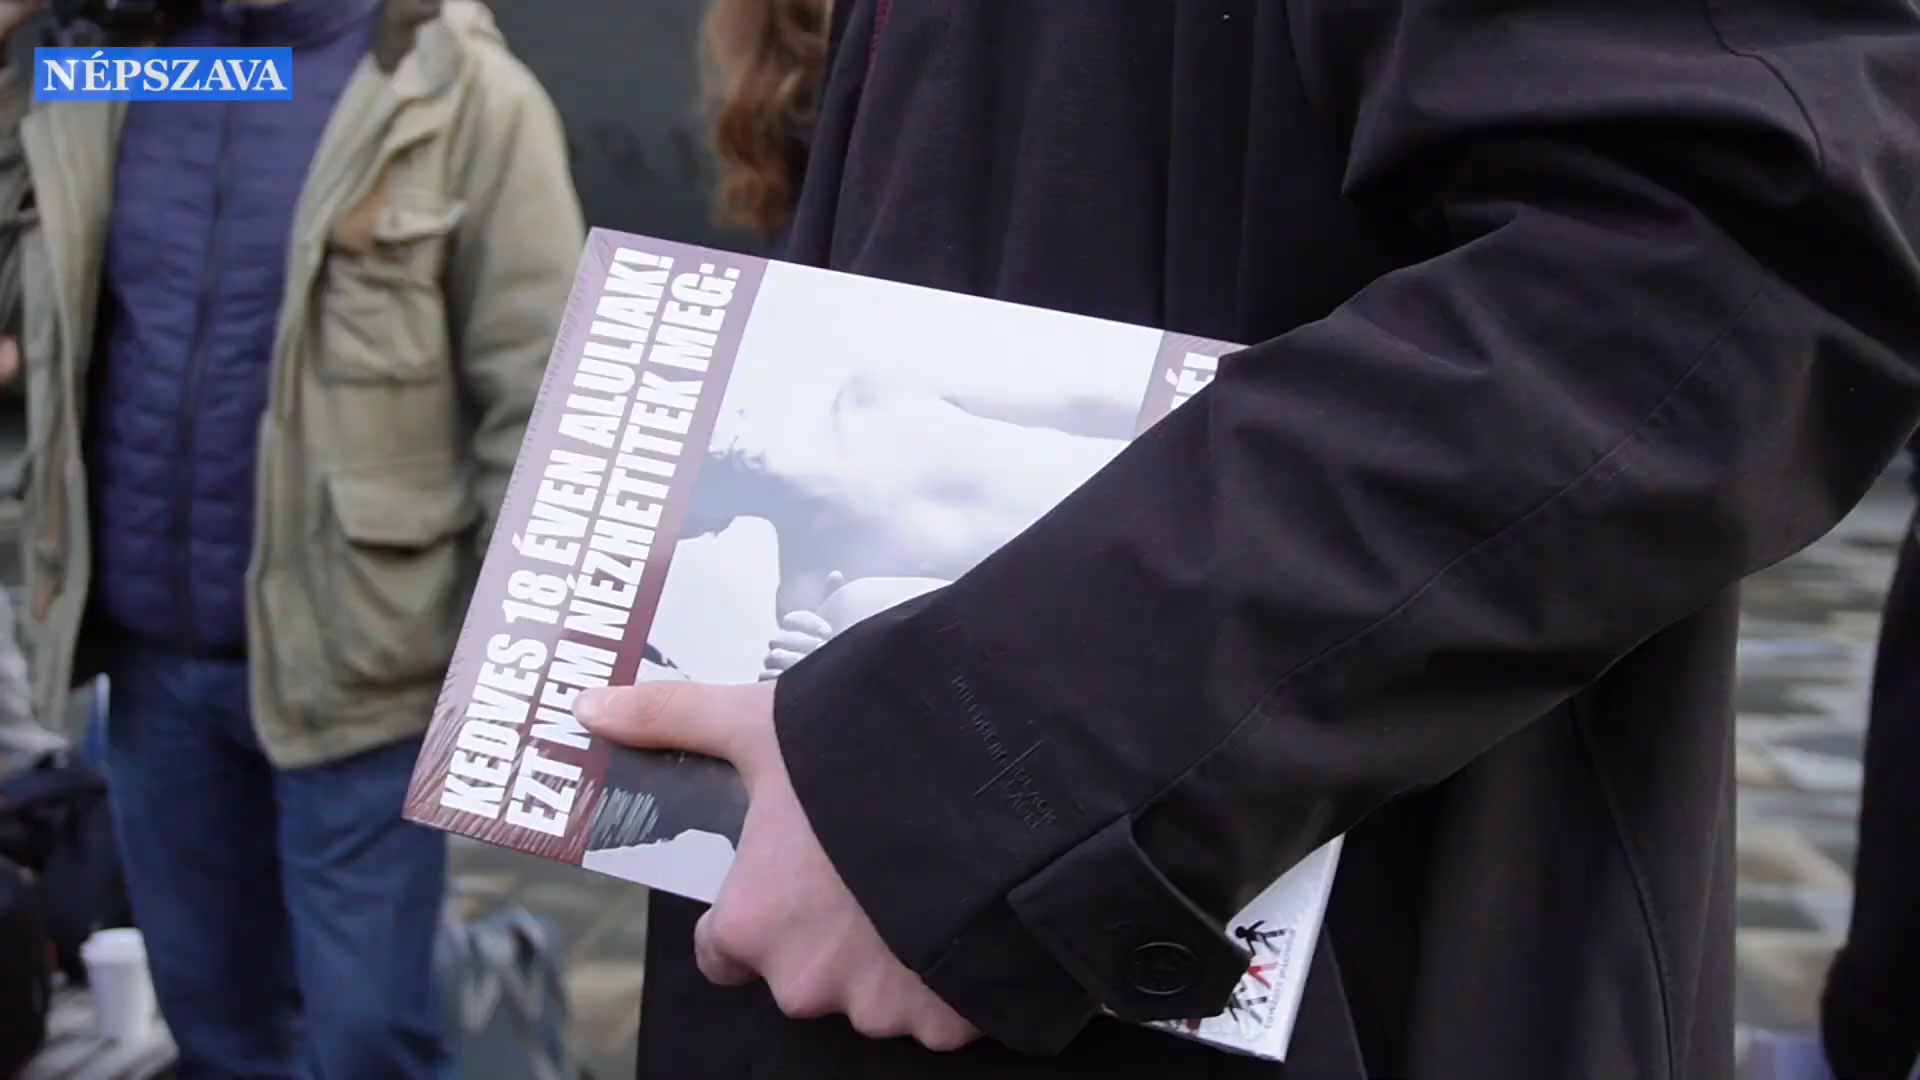 NÉPSZAVA
KEDVES 18 ÉVEN ALULIAK!
EZT NEM NÉZHETITEK MEG: